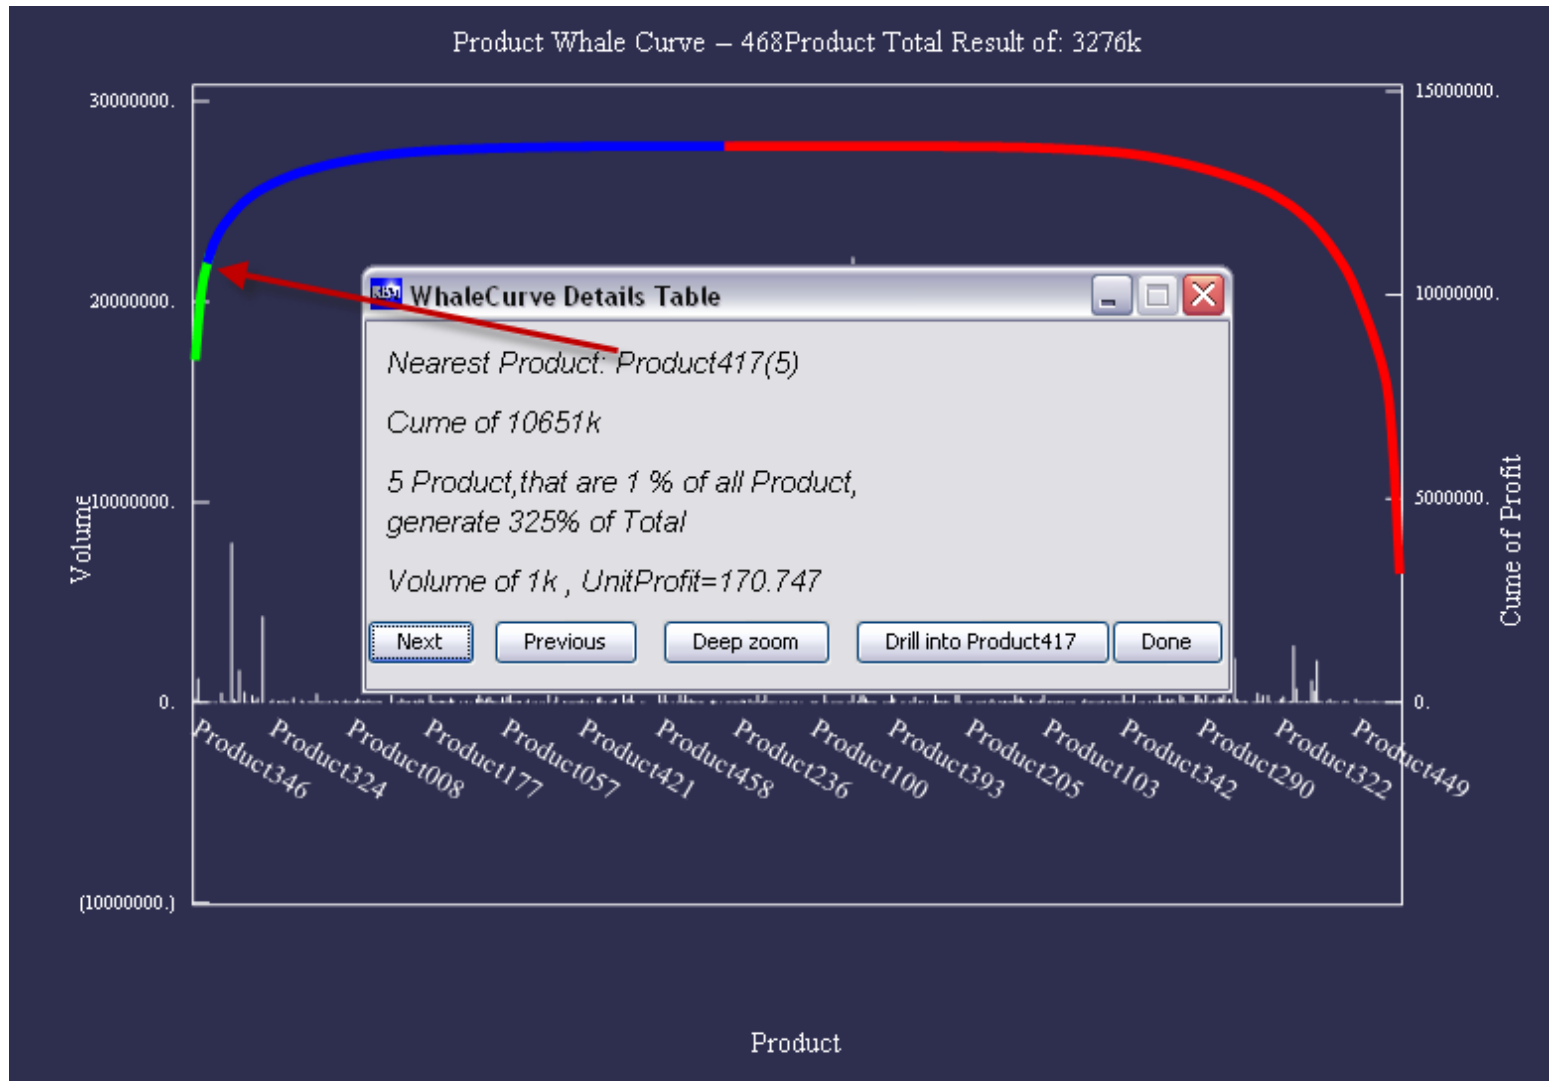 Product Whale Curve – 468Product Total Result of: 3276k
30000000.
20000000.
10000000.
0.
(10000000.)
Volume
15000000.
10000000.
5000000.
0.
Cume of Profit
WhaleCurve Details Table
Nearest Product: Product417(5)
Cume of 10651k
5 Product,that are 1 % of all Product,
generate 325% of Total
Volume of 1k , UnitProfit=170.747
Next Previous Deep zoom Drill into Product417 Done
Product346 Product324 Product008 Product177 Product057 Product421 Product458 Product236 Product100 Product393 Product205 Product103 Product342 Product290 Product322 Product449
Product